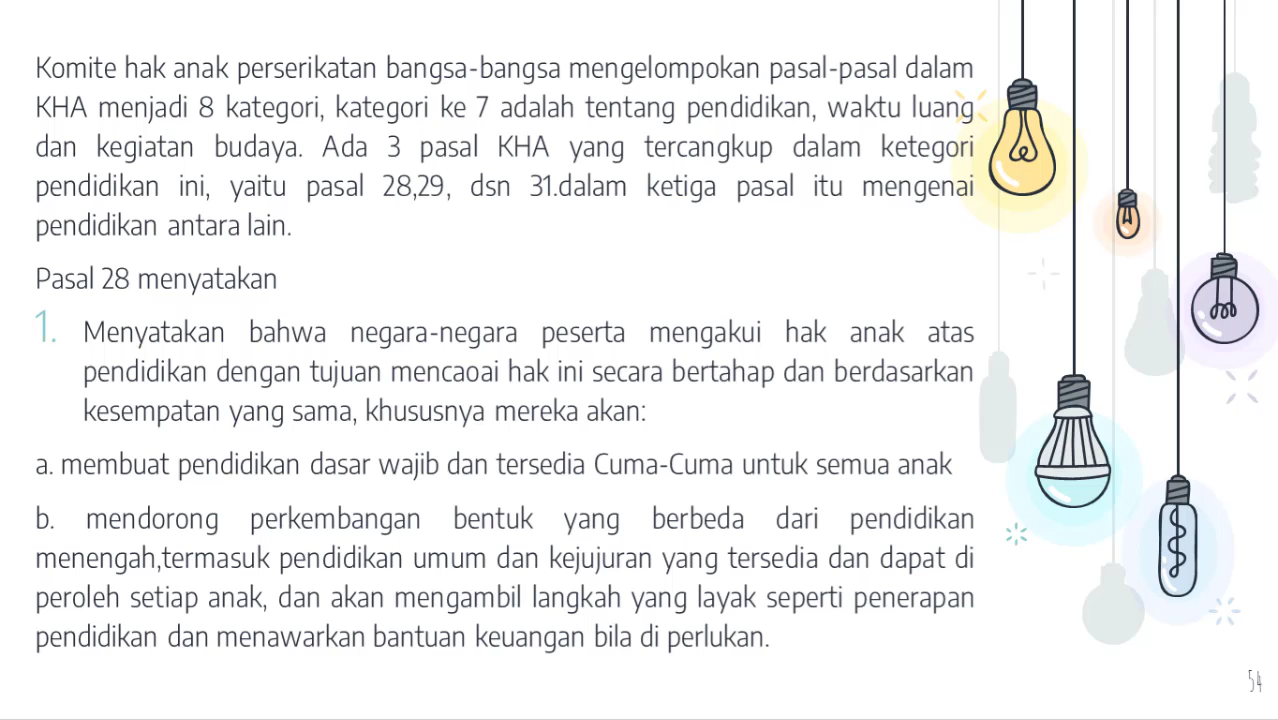 Komite hak anak perserikatan bangsa-bangsa mengelompokan pasal-pasal dalam
KHA menjadi 8 kategori, kategori ke 7 adalah tentang pendidikan, waktu luang
dan kegiatan budaya. Ada 3 pasal KHA yang tercangkup dalam ketegori
pendidikan ini, yaitu pasal 28,29, dsn 31.dalam ketiga pasal itu mengenai
pendidikan antara lain.
Pasal 28 menyatakan
1. Menyatakan bahwa negara-negara peserta mengakui hak anak atas
pendidikan dengan tujuan mencaoai hak ini secara bertahap dan berdasarkan
kesempatan yang sama, khususnya mereka akan:
a. membuat pendidikan dasar wajib dan tersedia Cuma-Cuma untuk semua anak
b. mendorong perkembangan bentuk yang berbeda dari pendidikan
menengah,termasuk pendidikan umum dan kejujuran yang tersedia dan dapat di
peroleh setiap anak, dan akan mengambil langkah yang layak seperti penerapan
pendidikan dan menawarkan bantuan keuangan bila di perlukan.
54